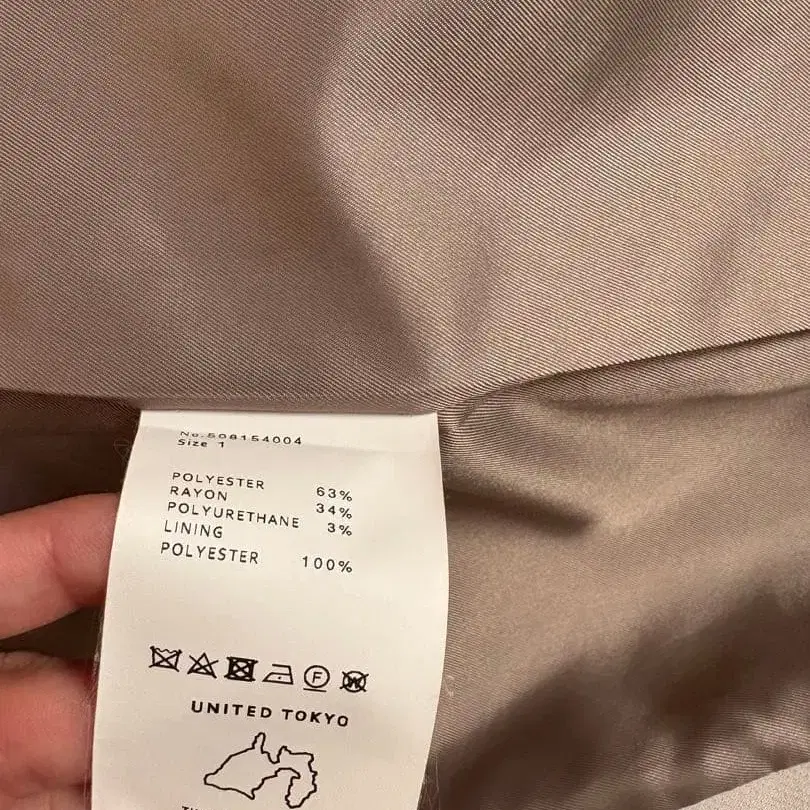 No.508154004
Size 1
POLYESTER 63%
RAYON 34%
POLYURETHANE 3%
LINING
POLYESTER 100%
F
W
UNITED TOKYO